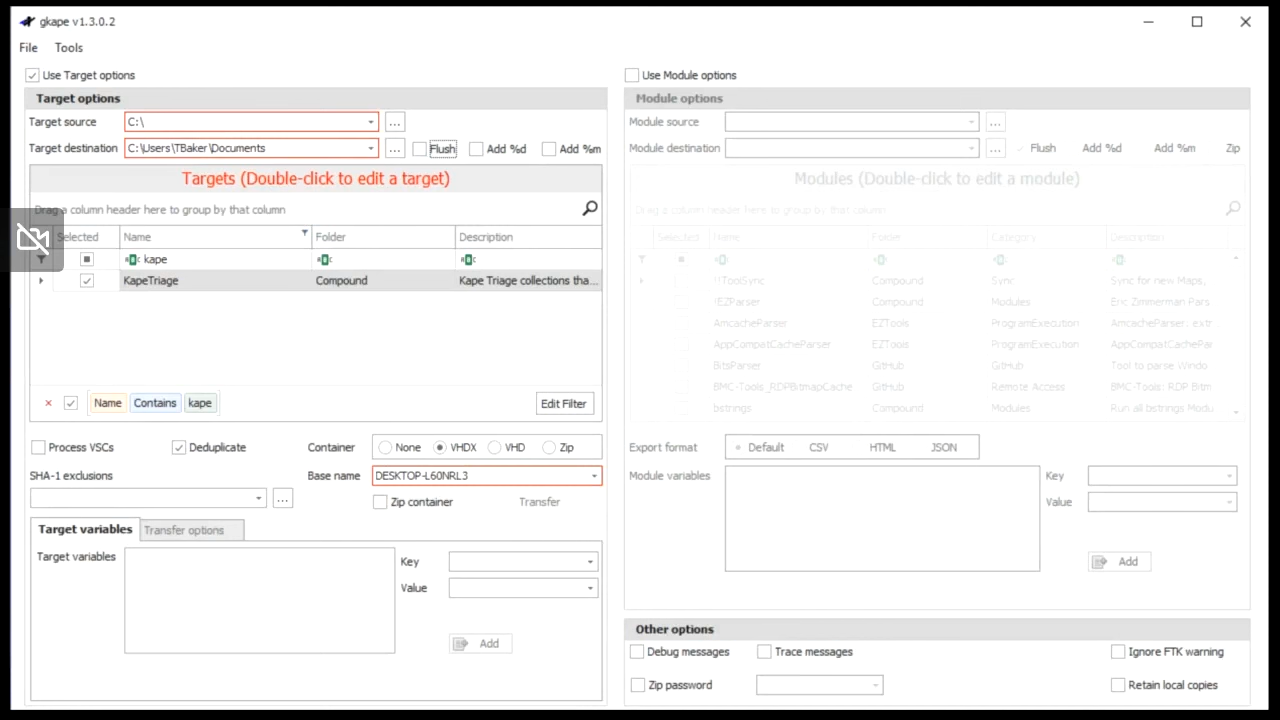 gkape v1.3.0.2
File Tools
Use Target options
Target options
Target source C:\ ...
Target destination C:\Users\TBaker\Documents ... Flush Add %d Add %m
Targets (Double-click to edit a target)
Drag a column header here to group by that column
Selected Name Folder Description
kape
KapeTriage Compound Kape Triage collections tha...
Name Contains kape Edit Filter
Process VSCs Deduplicate Container None VHDX VHD Zip
SHA-1 exclusions Base name DESKTOP-L60NRL3
... Zip container Transfer
Target variables Transfer options
Target variables Key
Value
Add
Use Module options
Module options
Module source ...
Module destination ... Flush Add %d Add %m Zip
Modules (Double-click to edit a module)
Drag a column header here to group by that column
Selected Name Folder Category Description
!!ToolSync Compound Sync Sync for new Maps,
!EZParser Compound Modules Eric Zimmerman Pars
AmcacheParser EZTools ProgramExecution AmcacheParser: extr
AppCompatCacheParser EZTools ProgramExecution AppCompatCachePar
BitsParser GitHub GitHub Tool to parse Windo
BMC-Tools_RDPBitmapCache GitHub Remote Access BMC-Tools: RDP Bitm
bstrings Compound Modules Run all bstrings Modu
Export format Default CSV HTML JSON
Module variables Key
Value
Add
Other options
Debug messages Trace messages Ignore FTK warning
Zip password Retain local copies